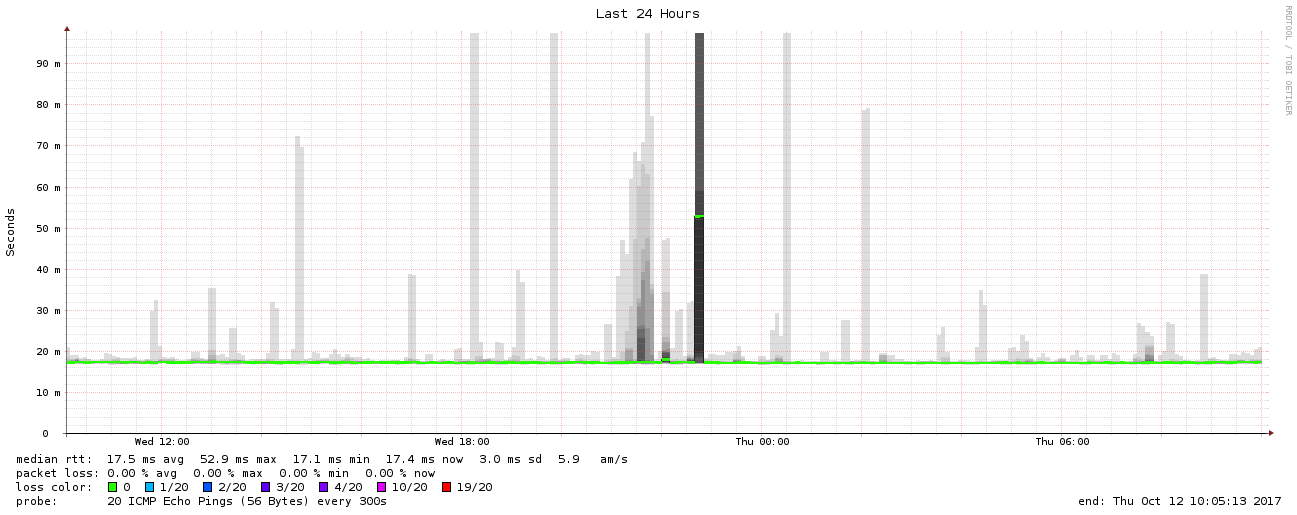 Last 24 Hours
RRDTOOL / TOBI OETIKER
Seconds
90 m
80 m
70 m
60 m
50 m
40 m
30 m
20 m
10 m
0
Wed 12:00 Wed 18:00 Thu 00:00 Thu 06:00
median rtt: 17.5 ms avg 52.9 ms max 17.1 ms min 17.4 ms now 3.0 ms sd 5.9 am/s
packet loss: 0.00 % avg 0.00 % max 0.00 % min 0.00 % now
loss color: 0 1/20 2/20 3/20 4/20 10/20 19/20
probe: 20 ICMP Echo Pings (56 Bytes) every 300s end: Thu Oct 12 10:05:13 2017